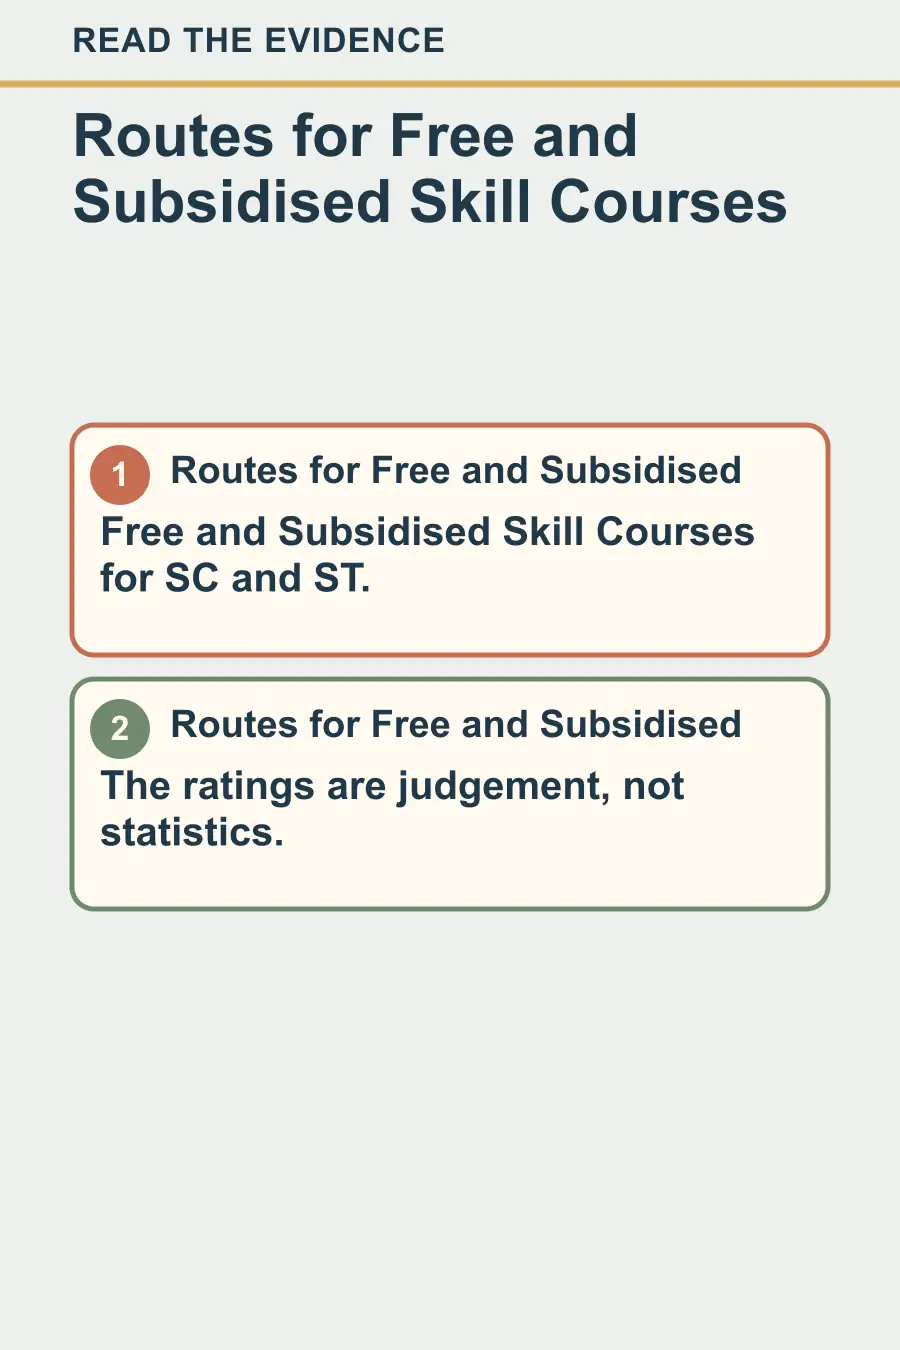 READ THE EVIDENCE
Routes for Free and
Subsidised Skill Courses
1 Routes for Free and Subsidised
Free and Subsidised Skill Courses
for SC and ST.
2 Routes for Free and Subsidised
The ratings are judgement, not
statistics.